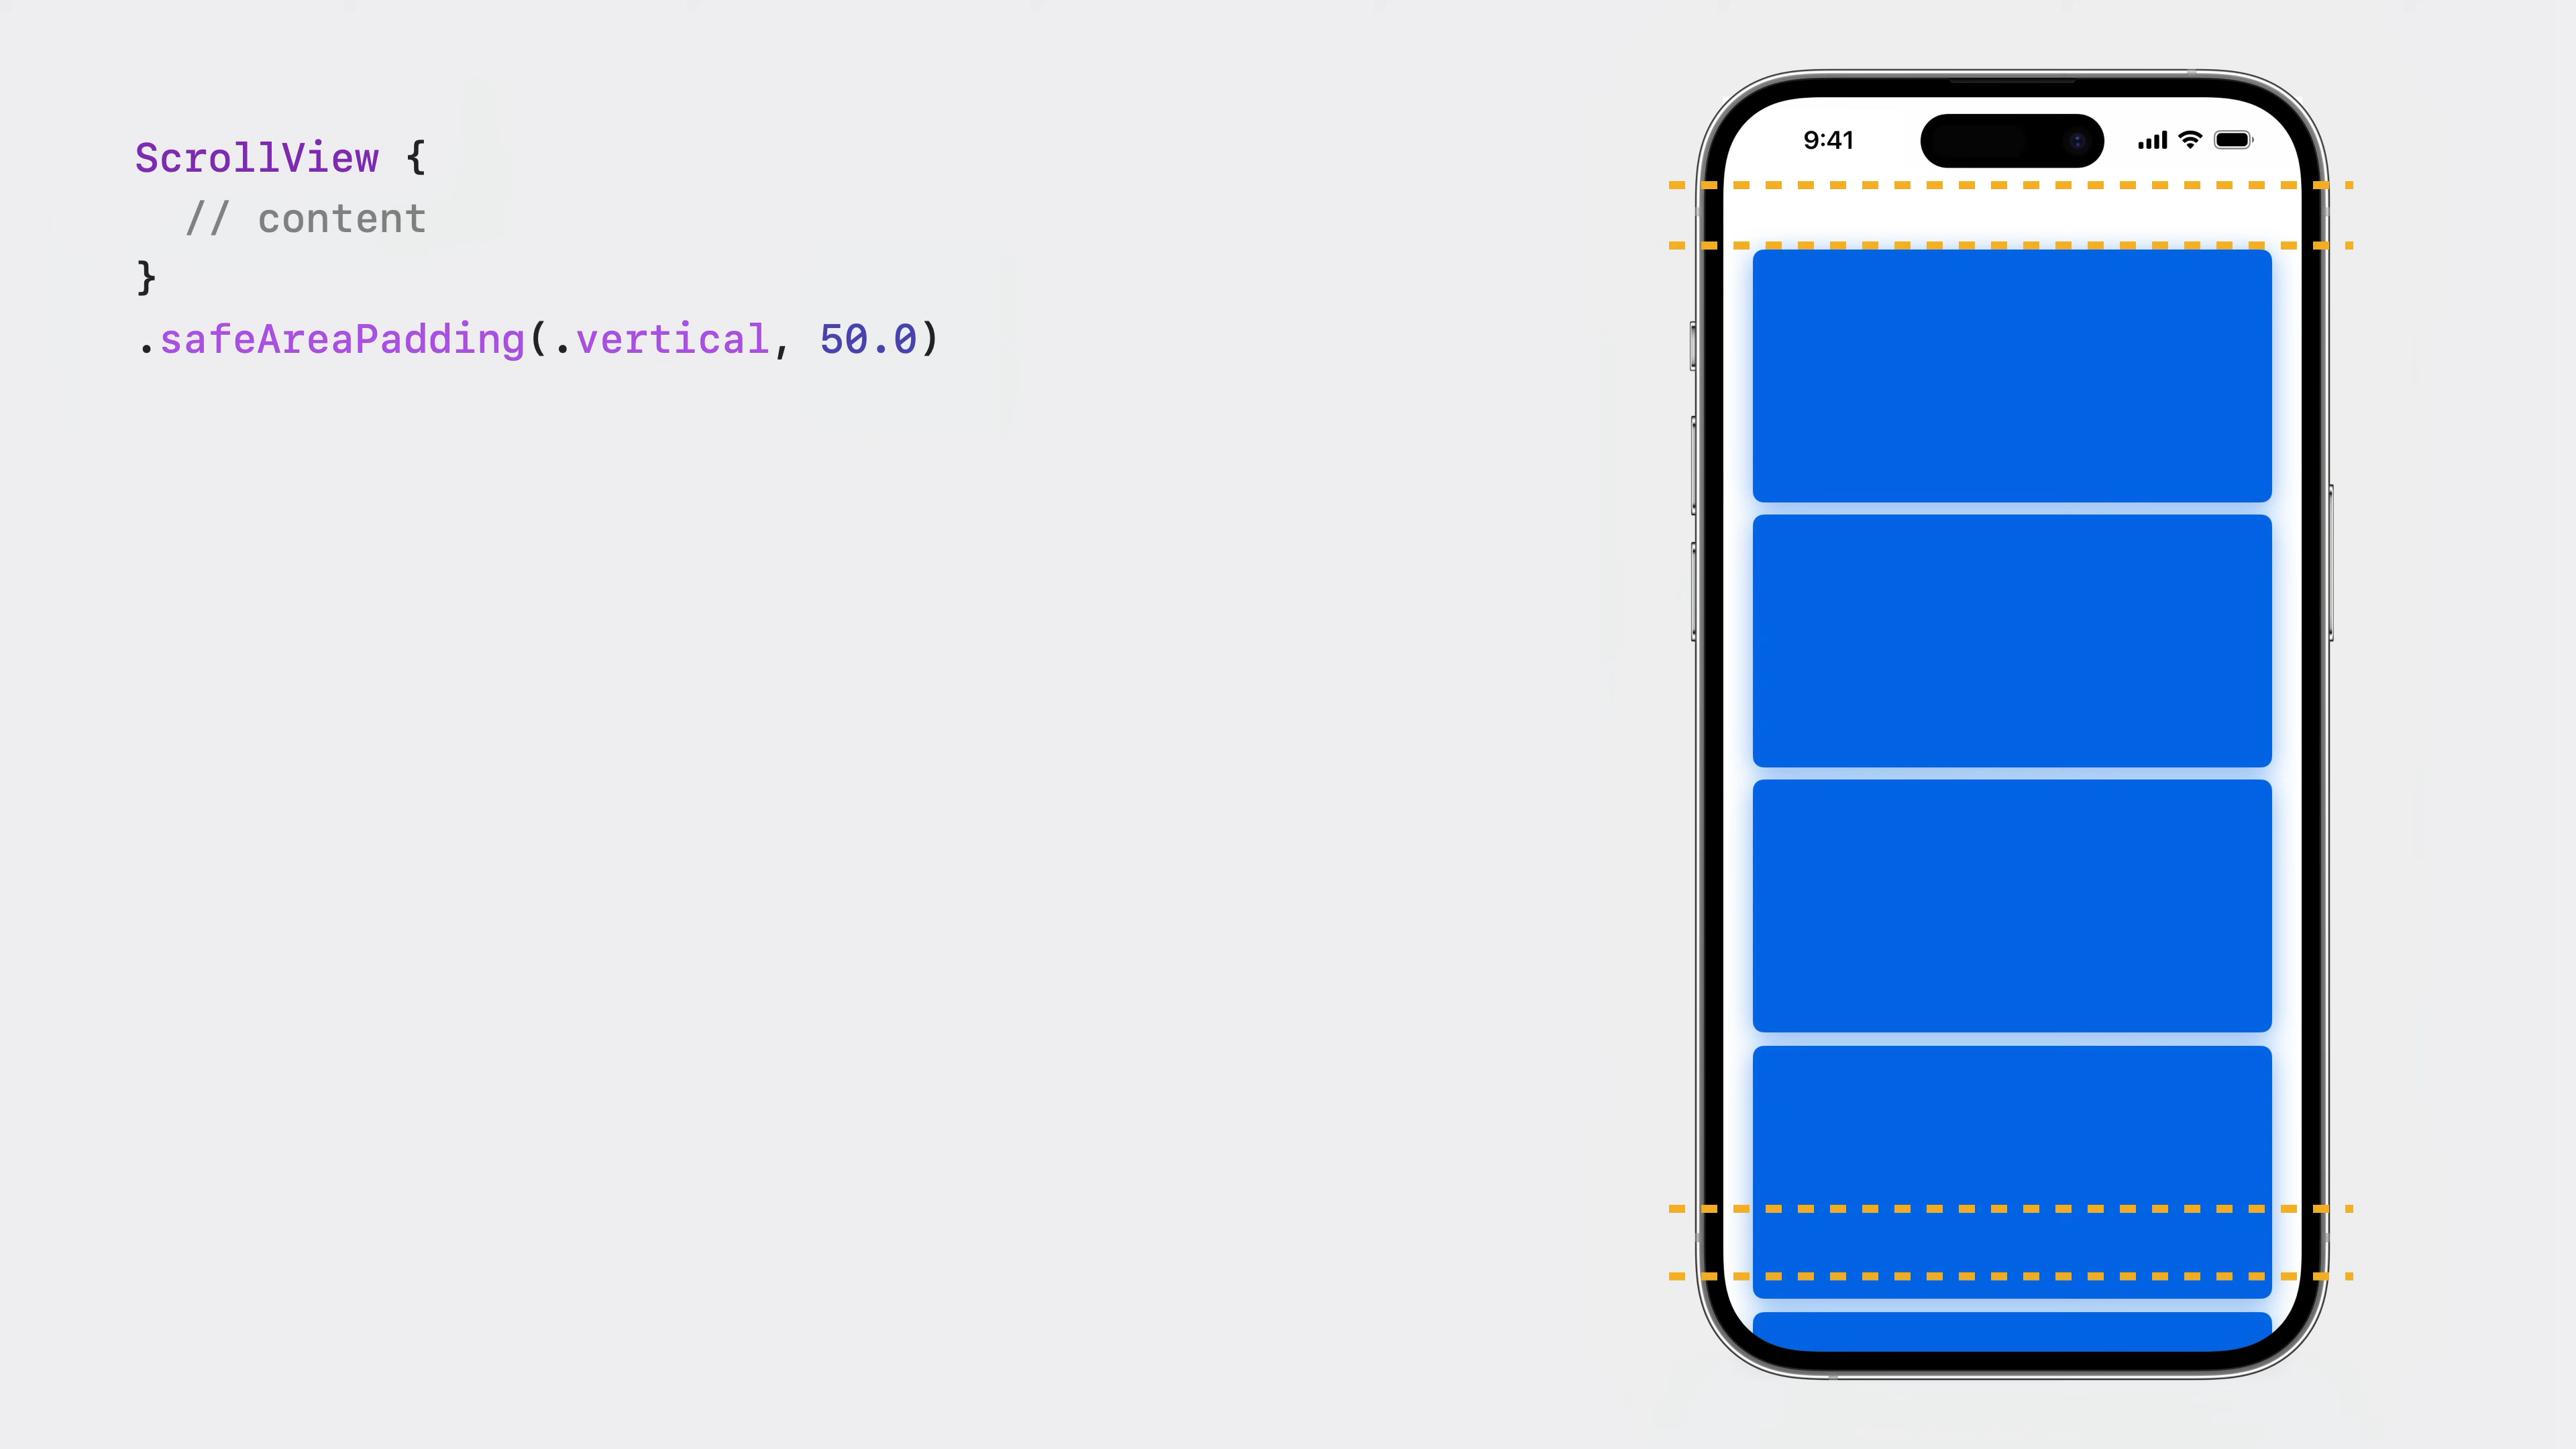 ScrollView {
  // content
}
.safeAreaPadding(.vertical, 50.0)
9:41